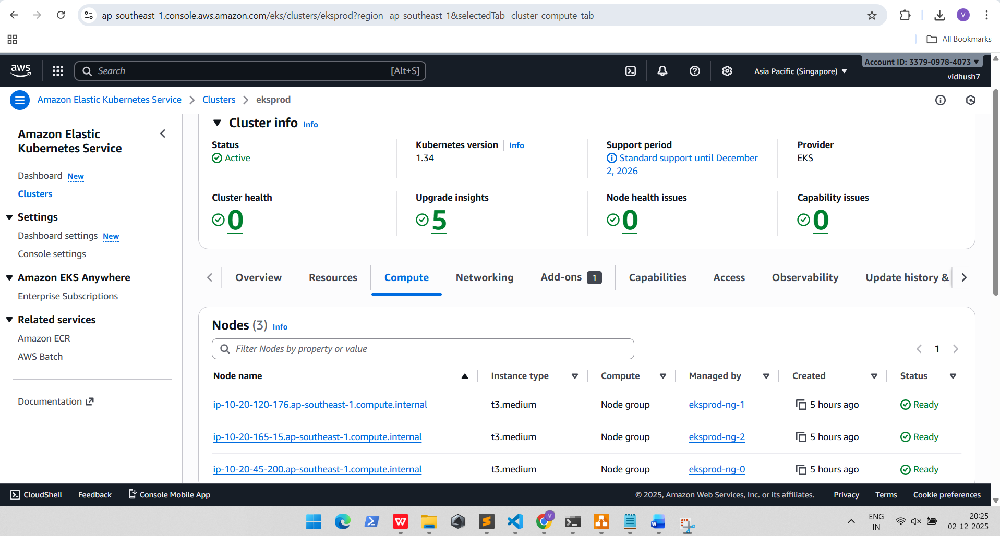 ap-southeast-1.console.aws.amazon.com/eks/clusters/eksprod?region=ap-southeast-1&selectedTab=cluster-compute-tab
V
All Bookmarks
aws
Search
[Alt+S]
Asia Pacific (Singapore)
Account ID: 3379-0978-4073
vidhush7
Amazon Elastic Kubernetes Service
Clusters
eksprod
Amazon Elastic
Kubernetes Service
Dashboard New
Clusters
Settings
Dashboard settings New
Console settings
Amazon EKS Anywhere
Enterprise Subscriptions
Related services
Amazon ECR
AWS Batch
Documentation
Cluster info Info
Status
Active
Kubernetes version Info
1.34
Support period
Standard support until December
2, 2026
Provider
EKS
Cluster health
0
Upgrade insights
5
Node health issues
0
Capability issues
0
Overview
Resources
Compute
Networking
Add-ons 1
Capabilities
Access
Observability
Update history &
Nodes (3) Info
Filter Nodes by property or value
1
Node name Instance type Compute Managed by Created Status
ip-10-20-120-176.ap-southeast-1.compute.internal t3.medium Node group eksprod-ng-1 5 hours ago Ready
ip-10-20-165-15.ap-southeast-1.compute.internal t3.medium Node group eksprod-ng-2 5 hours ago Ready
ip-10-20-45-200.ap-southeast-1.compute.internal t3.medium Node group eksprod-ng-0 5 hours ago Ready
CloudShell Feedback Console Mobile App © 2025, Amazon Web Services, Inc. or its affiliates. Privacy Terms Cookie preferences
V
ENG
IN
20:25
02-12-2025